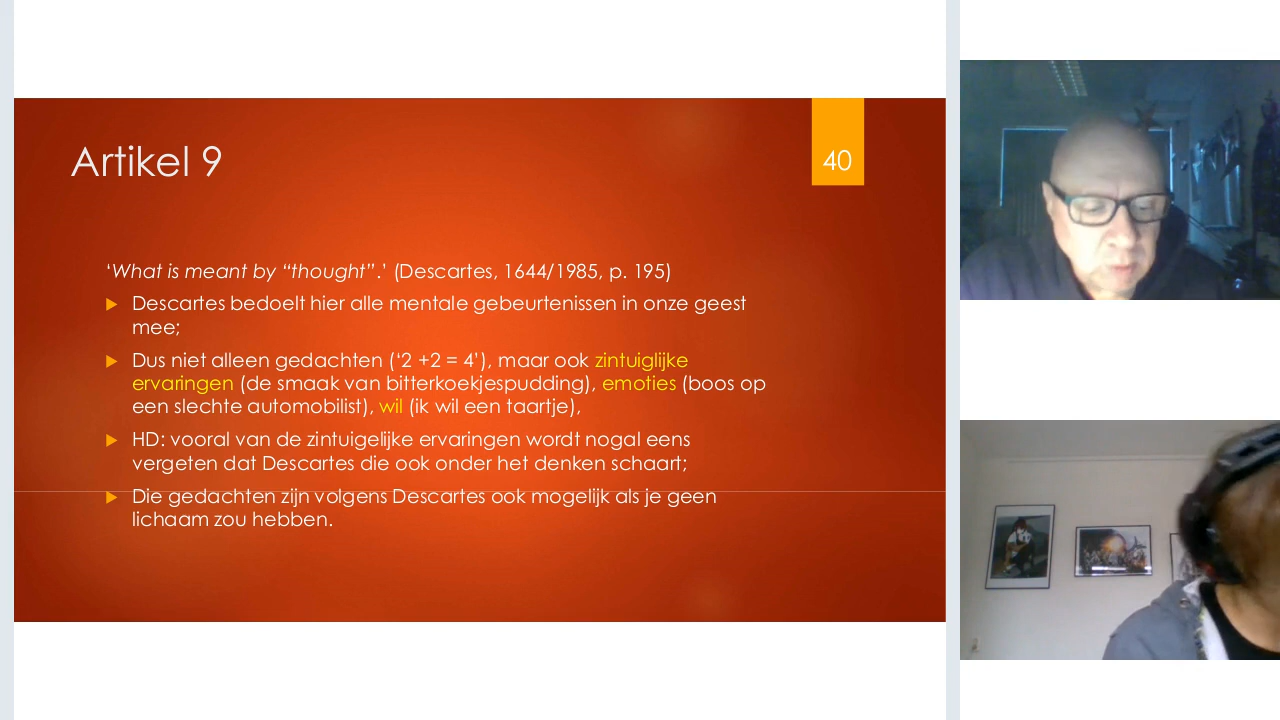 Artikel 9
40
‘What is meant by “thought”.’ (Descartes, 1644/1985, p. 195)
Descartes bedoelt hier alle mentale gebeurtenissen in onze geest
mee;
Dus niet alleen gedachten (‘2 +2 = 4’), maar ook zintuiglijke
ervaringen (de smaak van bitterkoekjespudding), emoties (boos op
een slechte automobilist), wil (ik wil een taartje),
HD: vooral van de zintuigelijke ervaringen wordt nogal eens
vergeten dat Descartes die ook onder het denken schaart;
Die gedachten zijn volgens Descartes ook mogelijk als je geen
lichaam zou hebben.